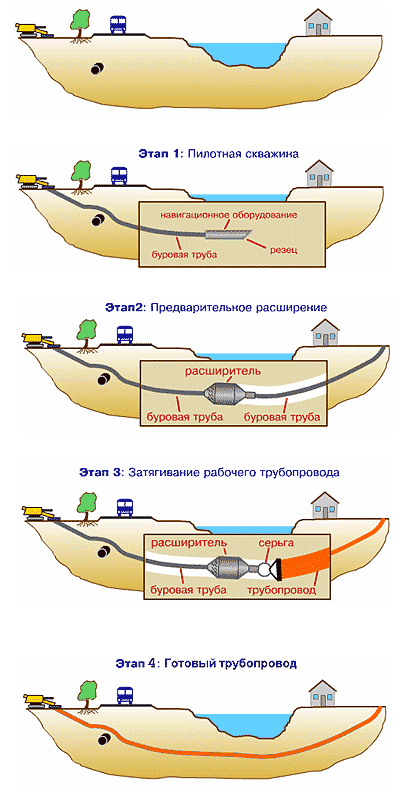 Этап 1: Пилотная скважина
навигационное оборудование
буровая труба
резец
Этап2: Предварительное расширение
расширитель
буровая труба
буровая труба
Этап 3: Затягивание рабочего трубопровода
расширитель
серьга
буровая труба
трубопровод
Этап 4: Готовый трубопровод